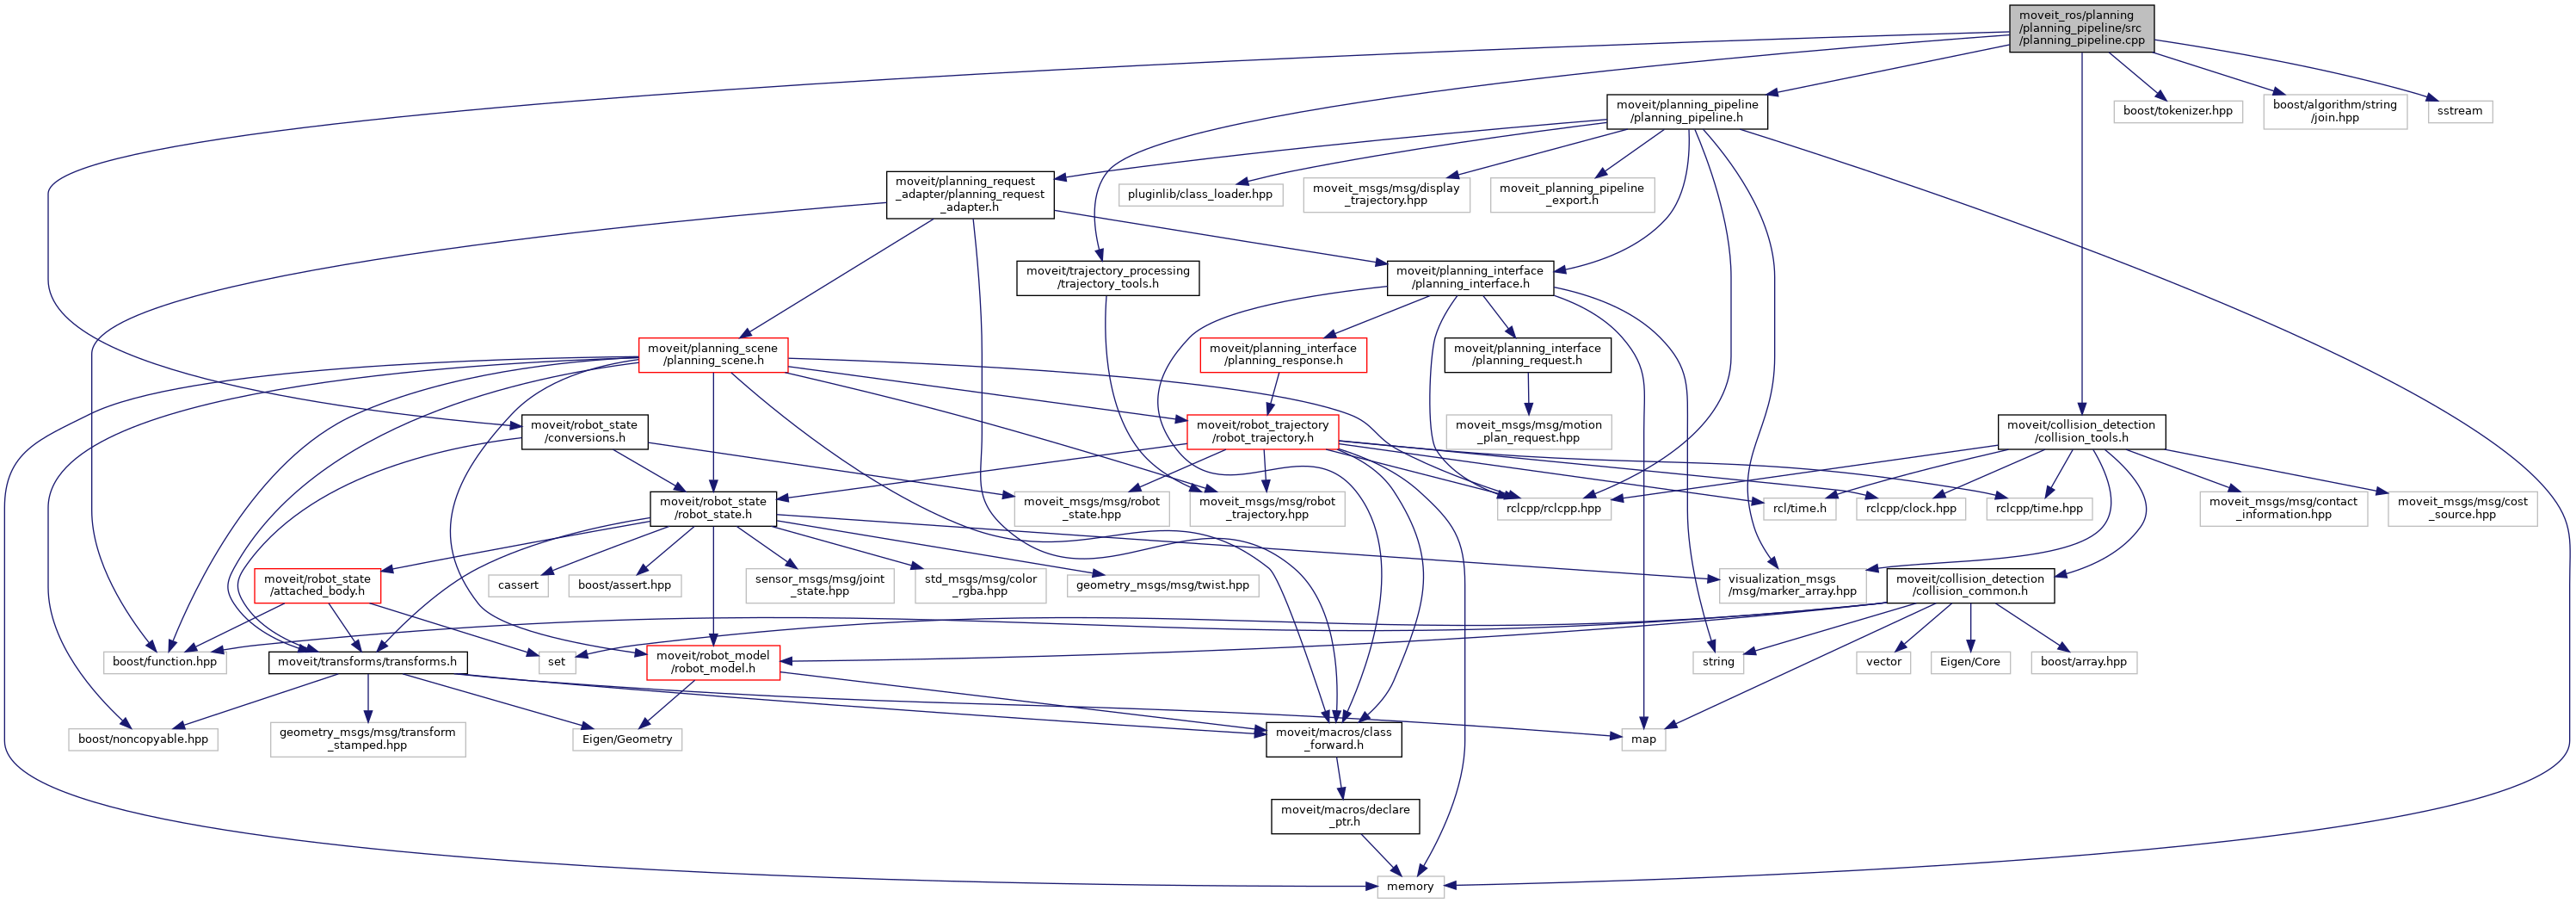 moveit_ros/planning
/planning_pipeline/src
/planning_pipeline.cpp
moveit/planning_pipeline
/planning_pipeline.h
boost/tokenizer.hpp
boost/algorithm/string
/join.hpp
sstream
moveit/planning_request
_adapter/planning_request
_adapter.h
pluginlib/class_loader.hpp
moveit_msgs/msg/display
_trajectory.hpp
moveit_planning_pipeline
_export.h
moveit/trajectory_processing
/trajectory_tools.h
moveit/planning_interface
/planning_interface.h
moveit/planning_scene
/planning_scene.h
moveit/planning_interface
/planning_response.h
moveit/planning_interface
/planning_request.h
moveit/robot_state
/conversions.h
moveit/robot_trajectory
/robot_trajectory.h
moveit_msgs/msg/motion
_plan_request.hpp
moveit/collision_detection
/collision_tools.h
moveit/robot_state
/robot_state.h
moveit_msgs/msg/robot
_state.hpp
moveit_msgs/msg/robot
_trajectory.hpp
rclcpp/rclcpp.hpp
rcl/time.h
rclcpp/clock.hpp
rclcpp/time.hpp
moveit_msgs/msg/contact
_information.hpp
moveit_msgs/msg/cost
_source.hpp
moveit/robot_state
/attached_body.h
cassert
boost/assert.hpp
sensor_msgs/msg/joint
_state.hpp
std_msgs/msg/color
_rgba.hpp
geometry_msgs/msg/twist.hpp
visualization_msgs
/msg/marker_array.hpp
moveit/collision_detection
/collision_common.h
boost/function.hpp
moveit/transforms/transforms.h
set
moveit/robot_model
/robot_model.h
string
vector
Eigen/Core
boost/array.hpp
boost/noncopyable.hpp
geometry_msgs/msg/transform
_stamped.hpp
Eigen/Geometry
moveit/macros/class
_forward.h
map
moveit/macros/declare
_ptr.h
memory